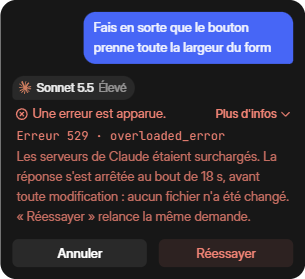 Fais en sorte que le bouton
prenne toute la largeur du form
Sonnet 5.5 Élevé
Une erreur est apparue. Plus d'infos
Erreur 529 · overloaded_error
Les serveurs de Claude étaient surchargés. La
réponse s'est arrêtée au bout de 18 s, avant
toute modification : aucun fichier n'a été changé.
« Réessayer » relance la même demande.
Annuler Réessayer